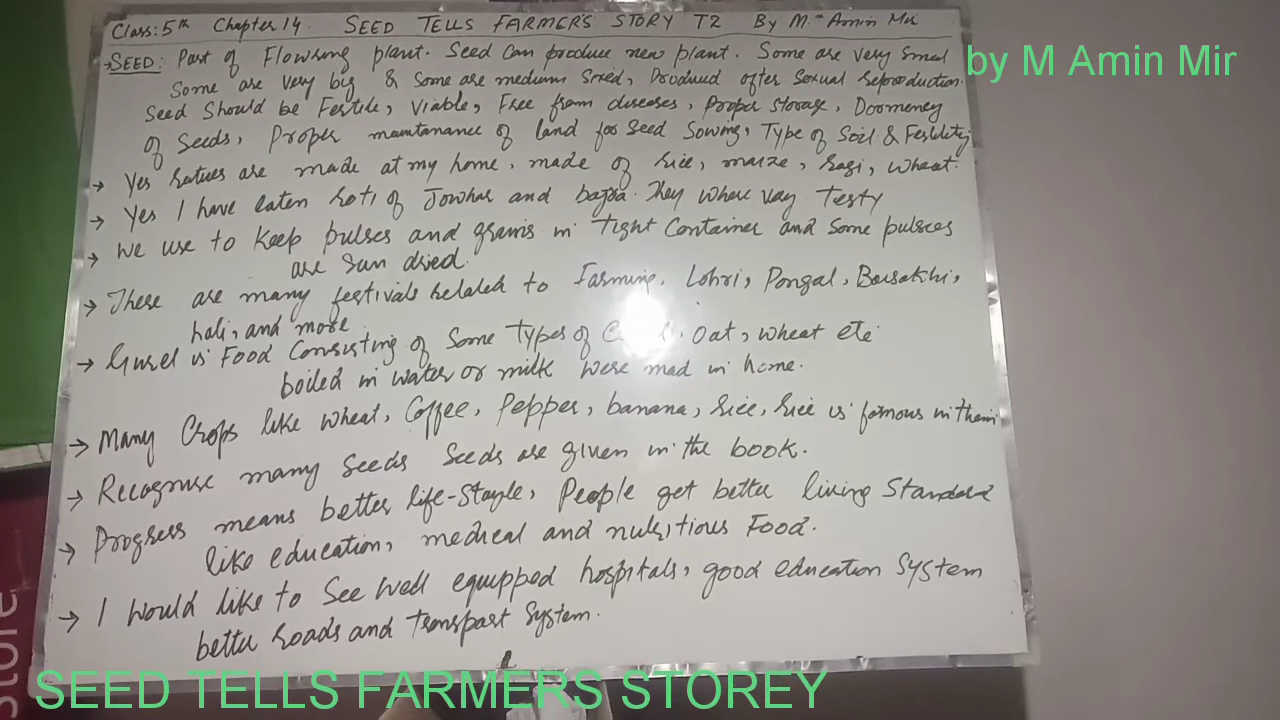 Class: 5th Chapter 14. SEED TELLS FARMER'S STORY T2 By M. Amin Mir
by M Amin Mir
→ SEED: Part of Flowring plant. Seed Can produce new plant. Some are very Small
Some are very big & Some are medium Sized, Produced after Sexual reproduction.
Seed Should be Fertile, Viable, Free from diseases, Proper Storage, Doomency
of Seeds, Proper maintanance of land for Seed Sowing, Type of Soil & Fertility
→ Yes are made at my home, made of rice, maize, ragi, wheat.
→ Yes I have eaten roti of Jowhar and bajra. They where very Testy
→ We use to Keep pulses and grains in Tight Container and Some pulsces
are Sun dried.
→ There are many festivals related to Farming. Lohri, Pongal, Baisakhi,
holi, and more
→ is Food Consisting of Some Types of Oat, wheat etc
boiled in water or milk were mad in home.
→ Many Crops like wheat, Coffee, Pepper, banana, rice, rice is famous in them
→ Recognise many Seeds Seeds are given in the book.
→ Progress means better life-Style, People get better living Standard
like education, medical and nutritious Food.
→ I would like to See well equipped hospitals, good education System
better roads and Transpart System.
Store
SEED TELLS FARMERS STOREY